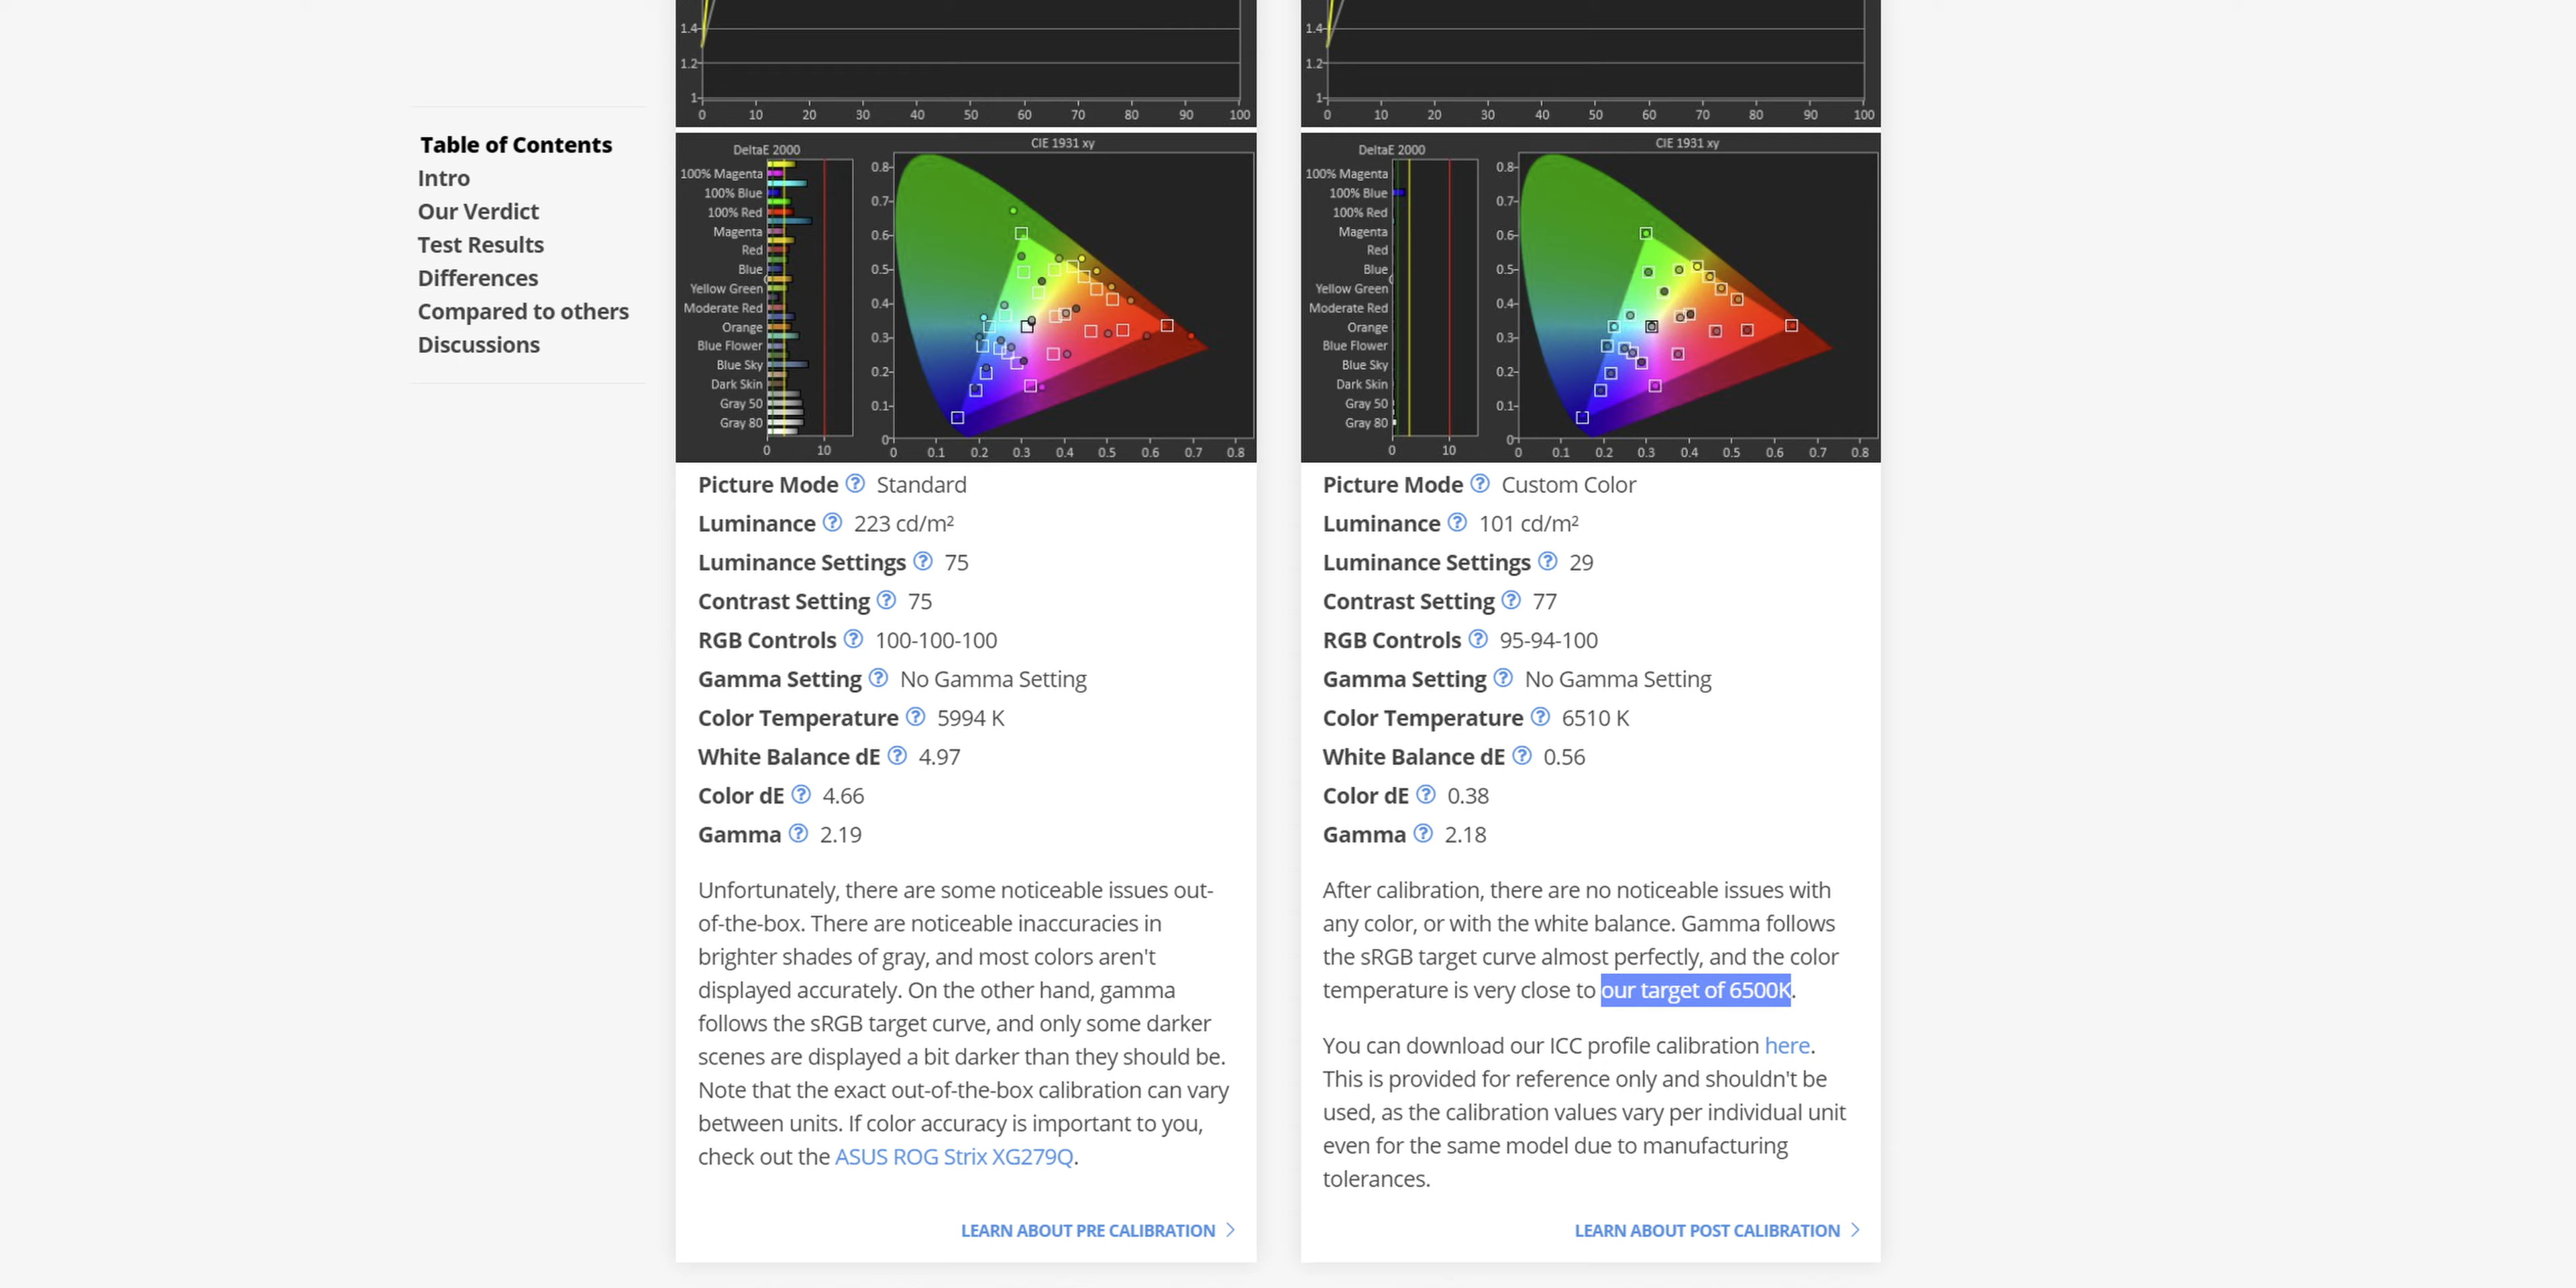 1.4
1.2
1
0 10 20 30 40 50 60 70 80 90 100
1.4
1.2
1
0 10 20 30 40 50 60 70 80 90 100
Table of Contents
Intro
Our Verdict
Test Results
Differences
Compared to others
Discussions
DeltaE 2000
100% Magenta
100% Blue
100% Red
Magenta
Red
Blue
Yellow Green
Moderate Red
Orange
Blue Flower
Blue Sky
Dark Skin
Gray 50
Gray 80
0 10
CIE 1931 xy
0.8
0.7
0.6
0.5
0.4
0.3
0.2
0.1
0
0 0.1 0.2 0.3 0.4 0.5 0.6 0.7 0.8
DeltaE 2000
100% Magenta
100% Blue
100% Red
Magenta
Red
Blue
Yellow Green
Moderate Red
Orange
Blue Flower
Blue Sky
Dark Skin
Gray 50
Gray 80
0 10
CIE 1931 xy
0.8
0.7
0.6
0.5
0.4
0.3
0.2
0.1
0
0 0.1 0.2 0.3 0.4 0.5 0.6 0.7 0.8
Picture Mode ? Standard
Luminance ? 223 cd/m²
Luminance Settings ? 75
Contrast Setting ? 75
RGB Controls ? 100-100-100
Gamma Setting ? No Gamma Setting
Color Temperature ? 5994 K
White Balance dE ? 4.97
Color dE ? 4.66
Gamma ? 2.19
Unfortunately, there are some noticeable issues out-
of-the-box. There are noticeable inaccuracies in
brighter shades of gray, and most colors aren't
displayed accurately. On the other hand, gamma
follows the sRGB target curve, and only some darker
scenes are displayed a bit darker than they should be.
Note that the exact out-of-the-box calibration can vary
between units. If color accuracy is important to you,
check out the ASUS ROG Strix XG279Q.
LEARN ABOUT PRE CALIBRATION
Picture Mode ? Custom Color
Luminance ? 101 cd/m²
Luminance Settings ? 29
Contrast Setting ? 77
RGB Controls ? 95-94-100
Gamma Setting ? No Gamma Setting
Color Temperature ? 6510 K
White Balance dE ? 0.56
Color dE ? 0.38
Gamma ? 2.18
After calibration, there are no noticeable issues with
any color, or with the white balance. Gamma follows
the sRGB target curve almost perfectly, and the color
temperature is very close to our target of 6500K.
You can download our ICC profile calibration here.
This is provided for reference only and shouldn't be
used, as the calibration values vary per individual unit
even for the same model due to manufacturing
tolerances.
LEARN ABOUT POST CALIBRATION